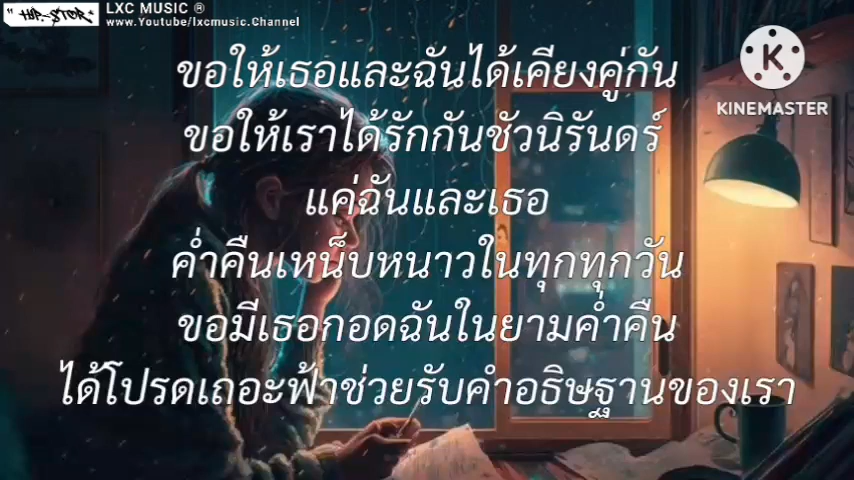 " HIP-STOR "
LXC MUSIC ®
www.Youtube/lxcmusic.Channel
KINEMASTER
ขอให้เธอและฉันได้เคียงคู่กัน
ขอให้เราได้รักกันชัวนิรันดร์
แค่ฉันและเธอ
ค่ำคืนเหน็บหนาวในทุกทุกวัน
ขอมีเธอกอดฉันในยามค่ำคืน
ได้โปรดเถอะฟ้าช่วยรับคำอธิษฐานของเรา